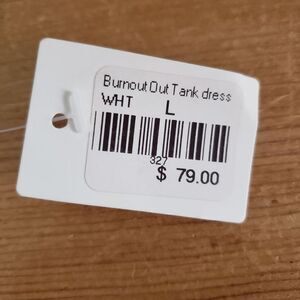 Burnout Out Tank dress
WHT L
327
$ 79.00